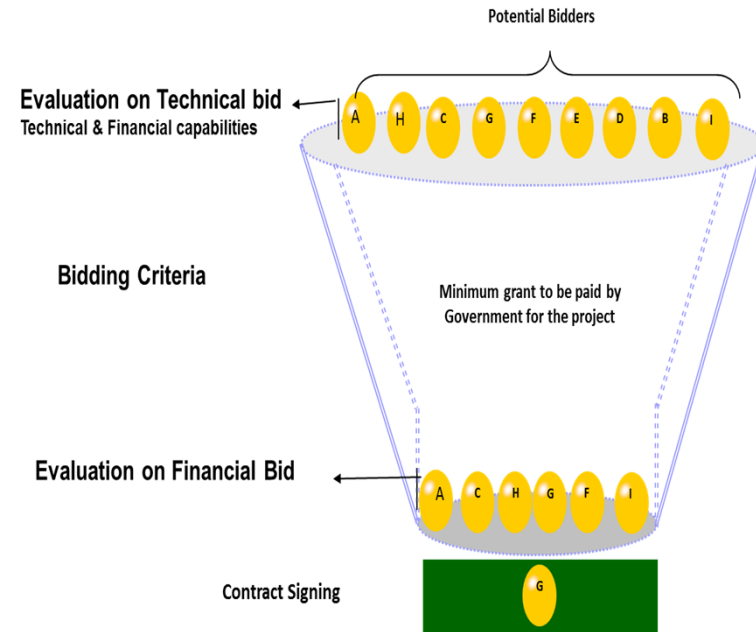 Potential Bidders
Evaluation on Technical bid
Technical & Financial capabilities
A H C G F E D B I
Bidding Criteria
Minimum grant to be paid by
Government for the project
Evaluation on Financial Bid
A C H G F I
Contract Signing
G